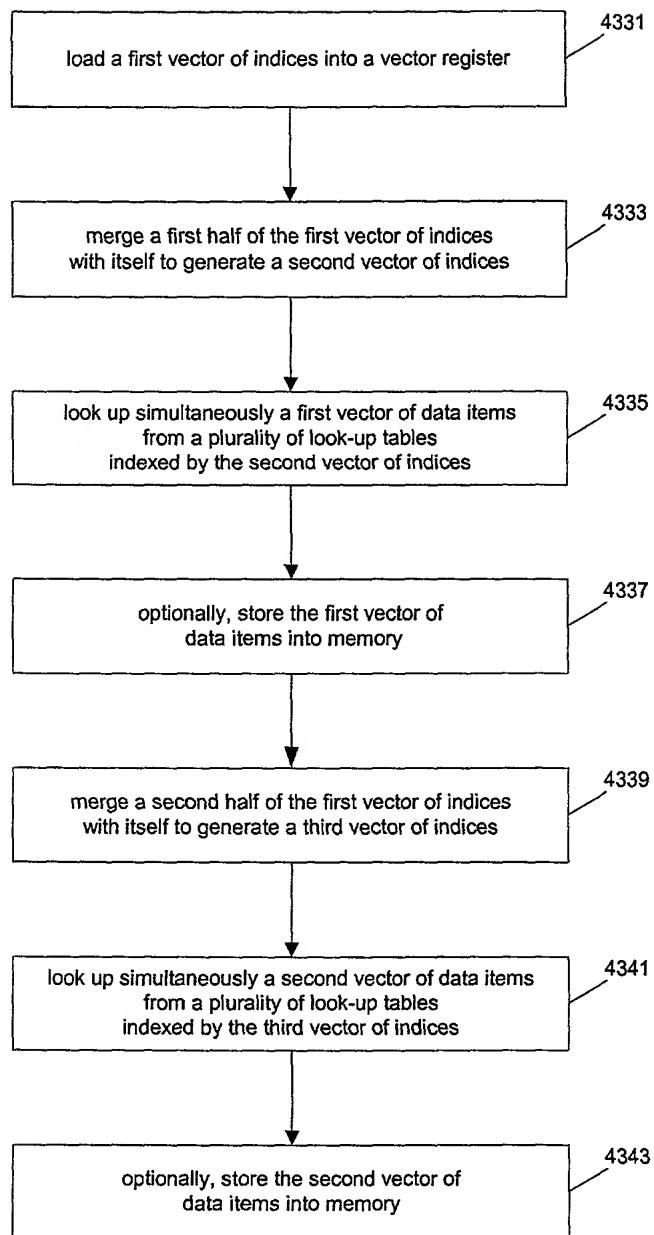 4331
load a first vector of indices into a vector register
4333
merge a first half of the first vector of indices
with itself to generate a second vector of indices
4335
look up simultaneously a first vector of data items
from a plurality of look-up tables
indexed by the second vector of indices
4337
optionally, store the first vector of
data items into memory
4339
merge a second half of the first vector of indices
with itself to generate a third vector of indices
4341
look up simultaneously a second vector of data items
from a plurality of look-up tables
indexed by the third vector of indices
4343
optionally, store the second vector of
data items into memory